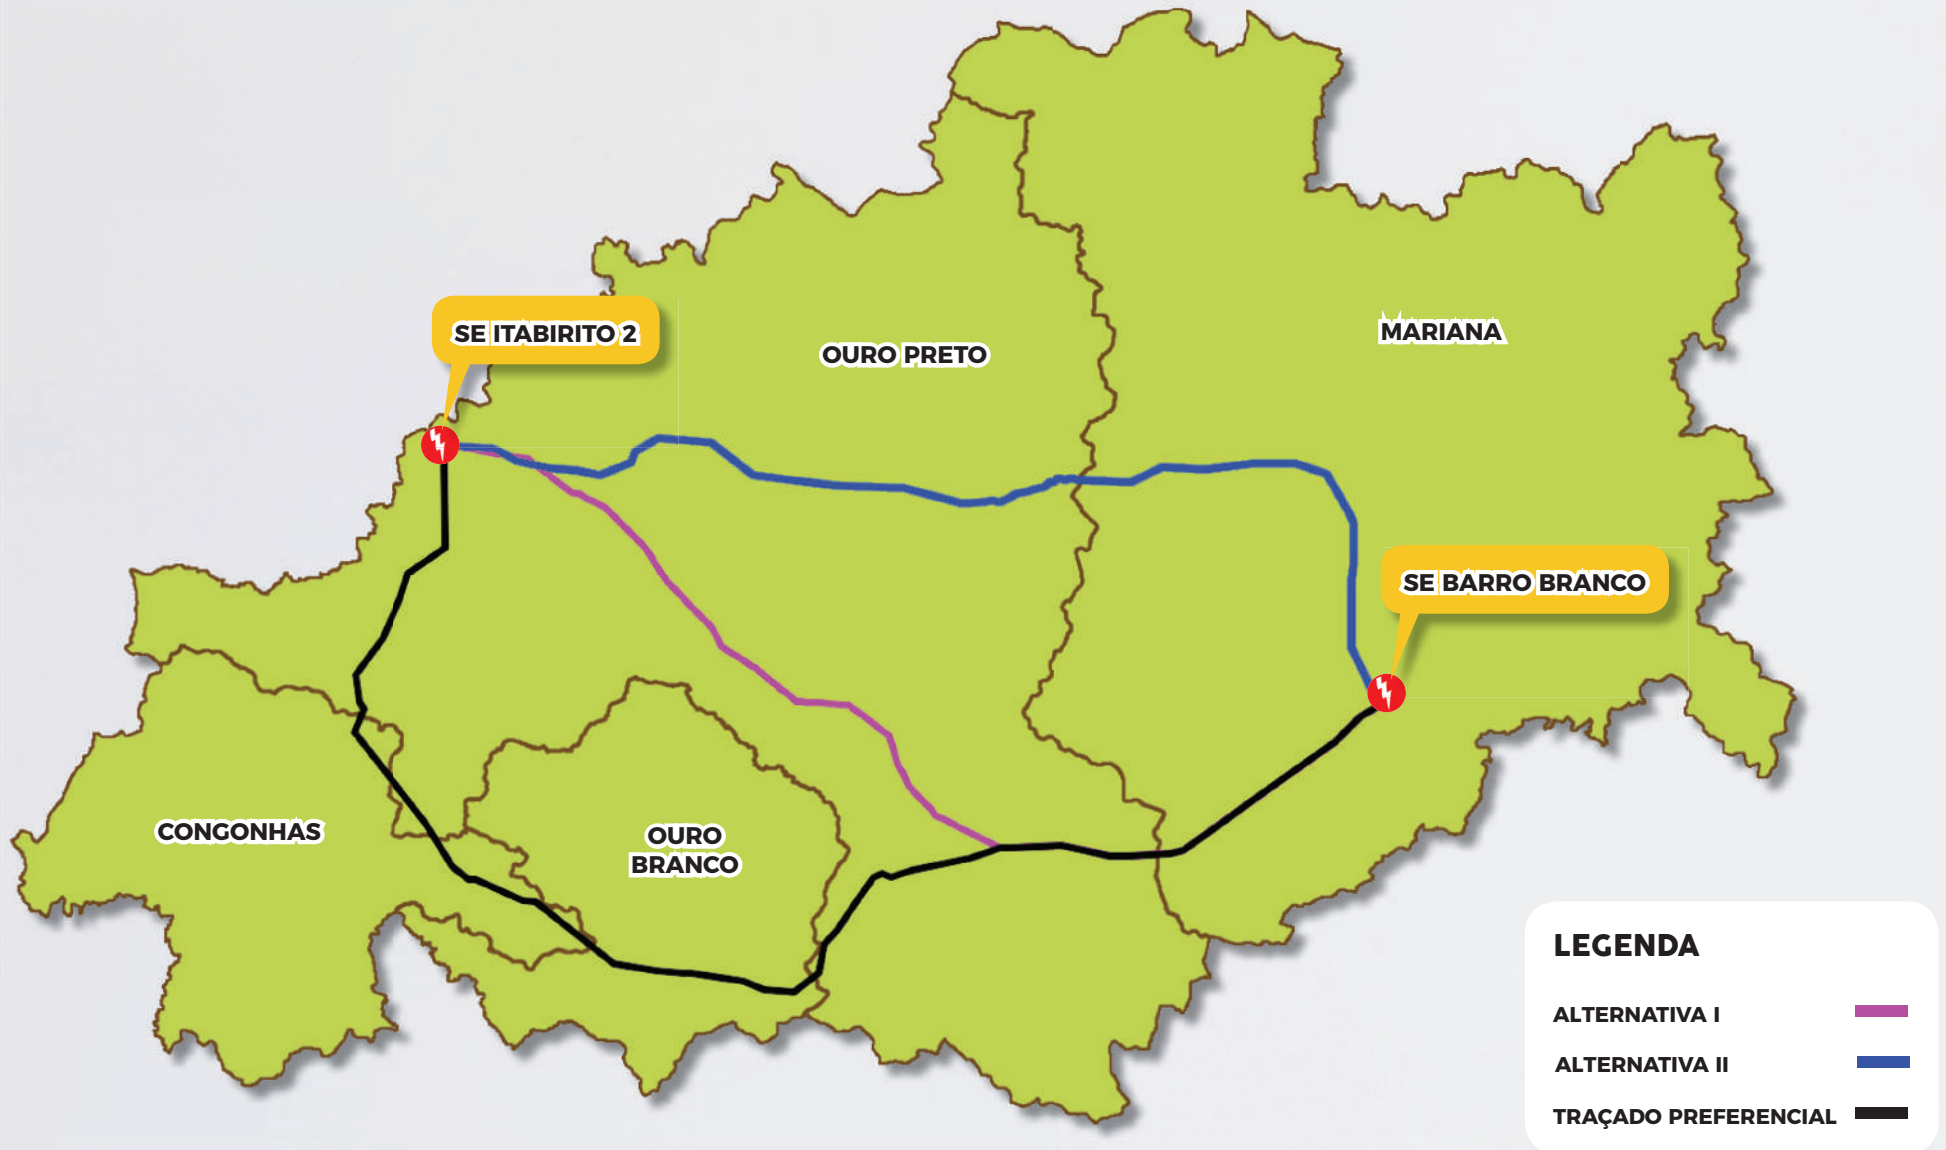 SE ITABIRITO 2
OURO PRETO
MARIANA
SE BARRO BRANCO
CONGONHAS
OURO
BRANCO
LEGENDA
ALTERNATIVA I
ALTERNATIVA II
TRAÇADO PREFERENCIAL